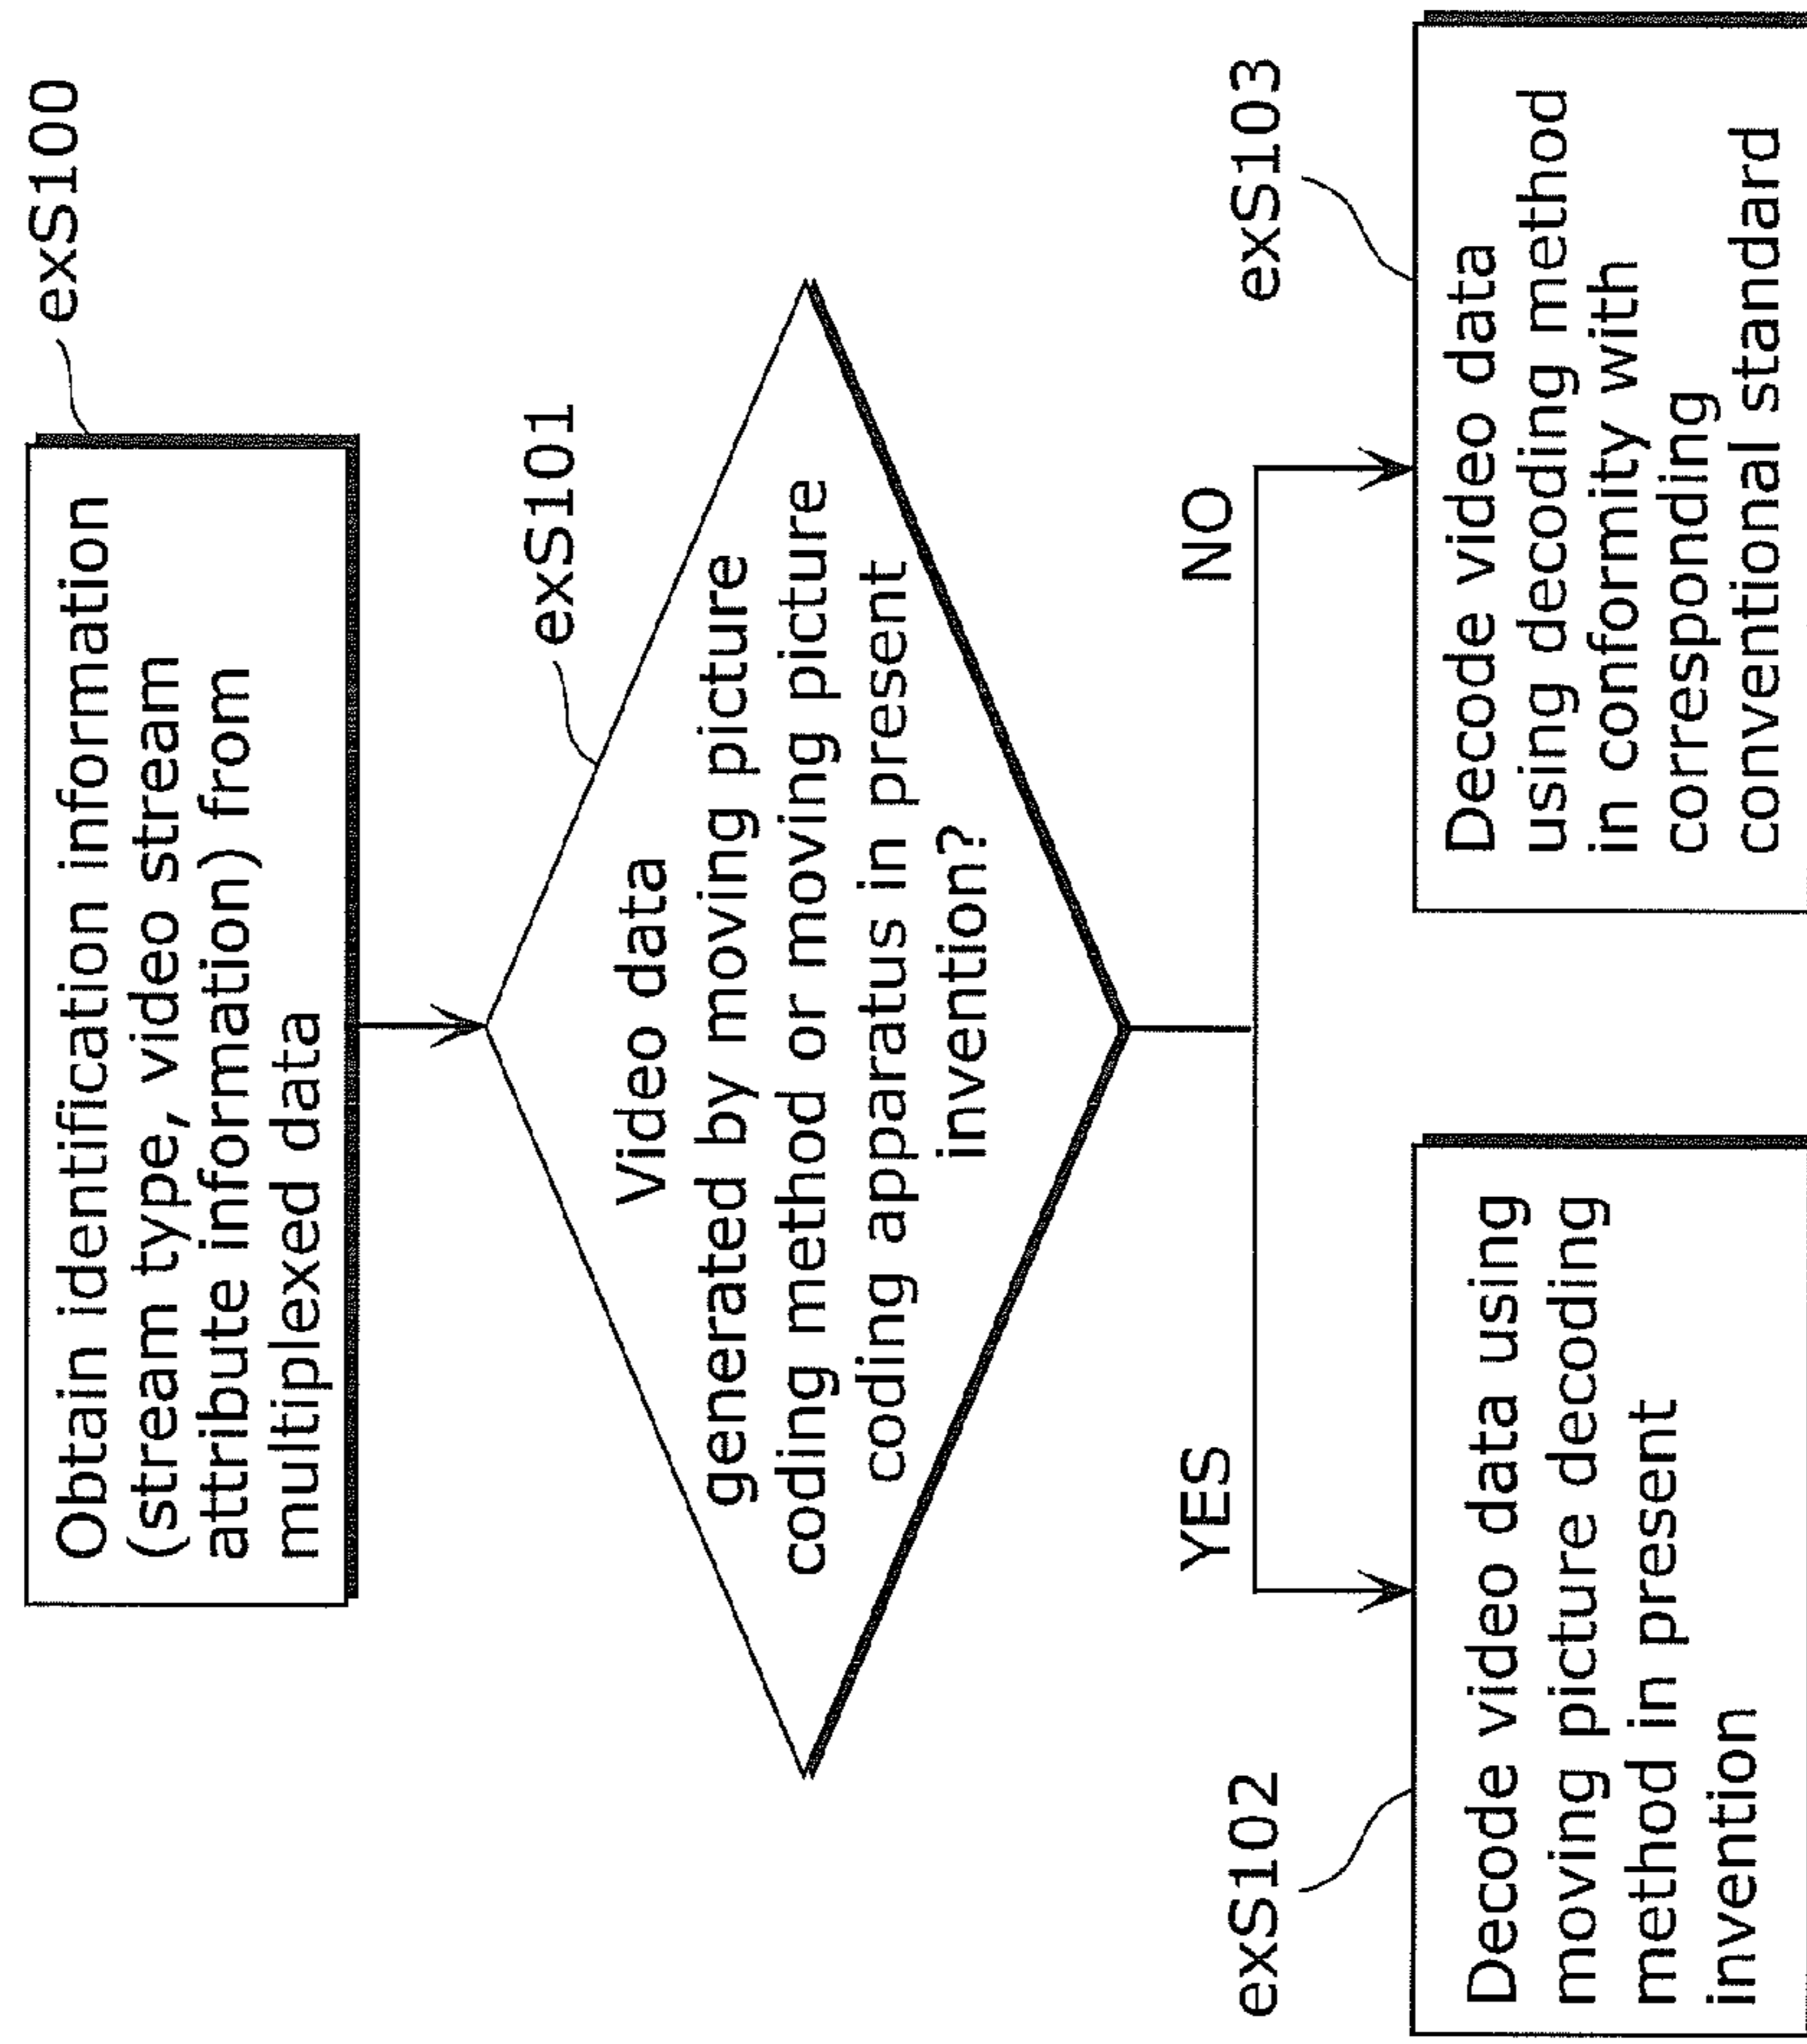 exS100
Obtain identification information
(stream type, video stream
attribute information) from
multiplexed data
exS101
Video data
generated by moving picture
coding method or moving picture
coding apparatus in present
invention?
YES
NO
exS102
Decode video data using
moving picture decoding
method in present
invention
exS103
Decode video data
using decoding method
in conformity with
corresponding
conventional standard